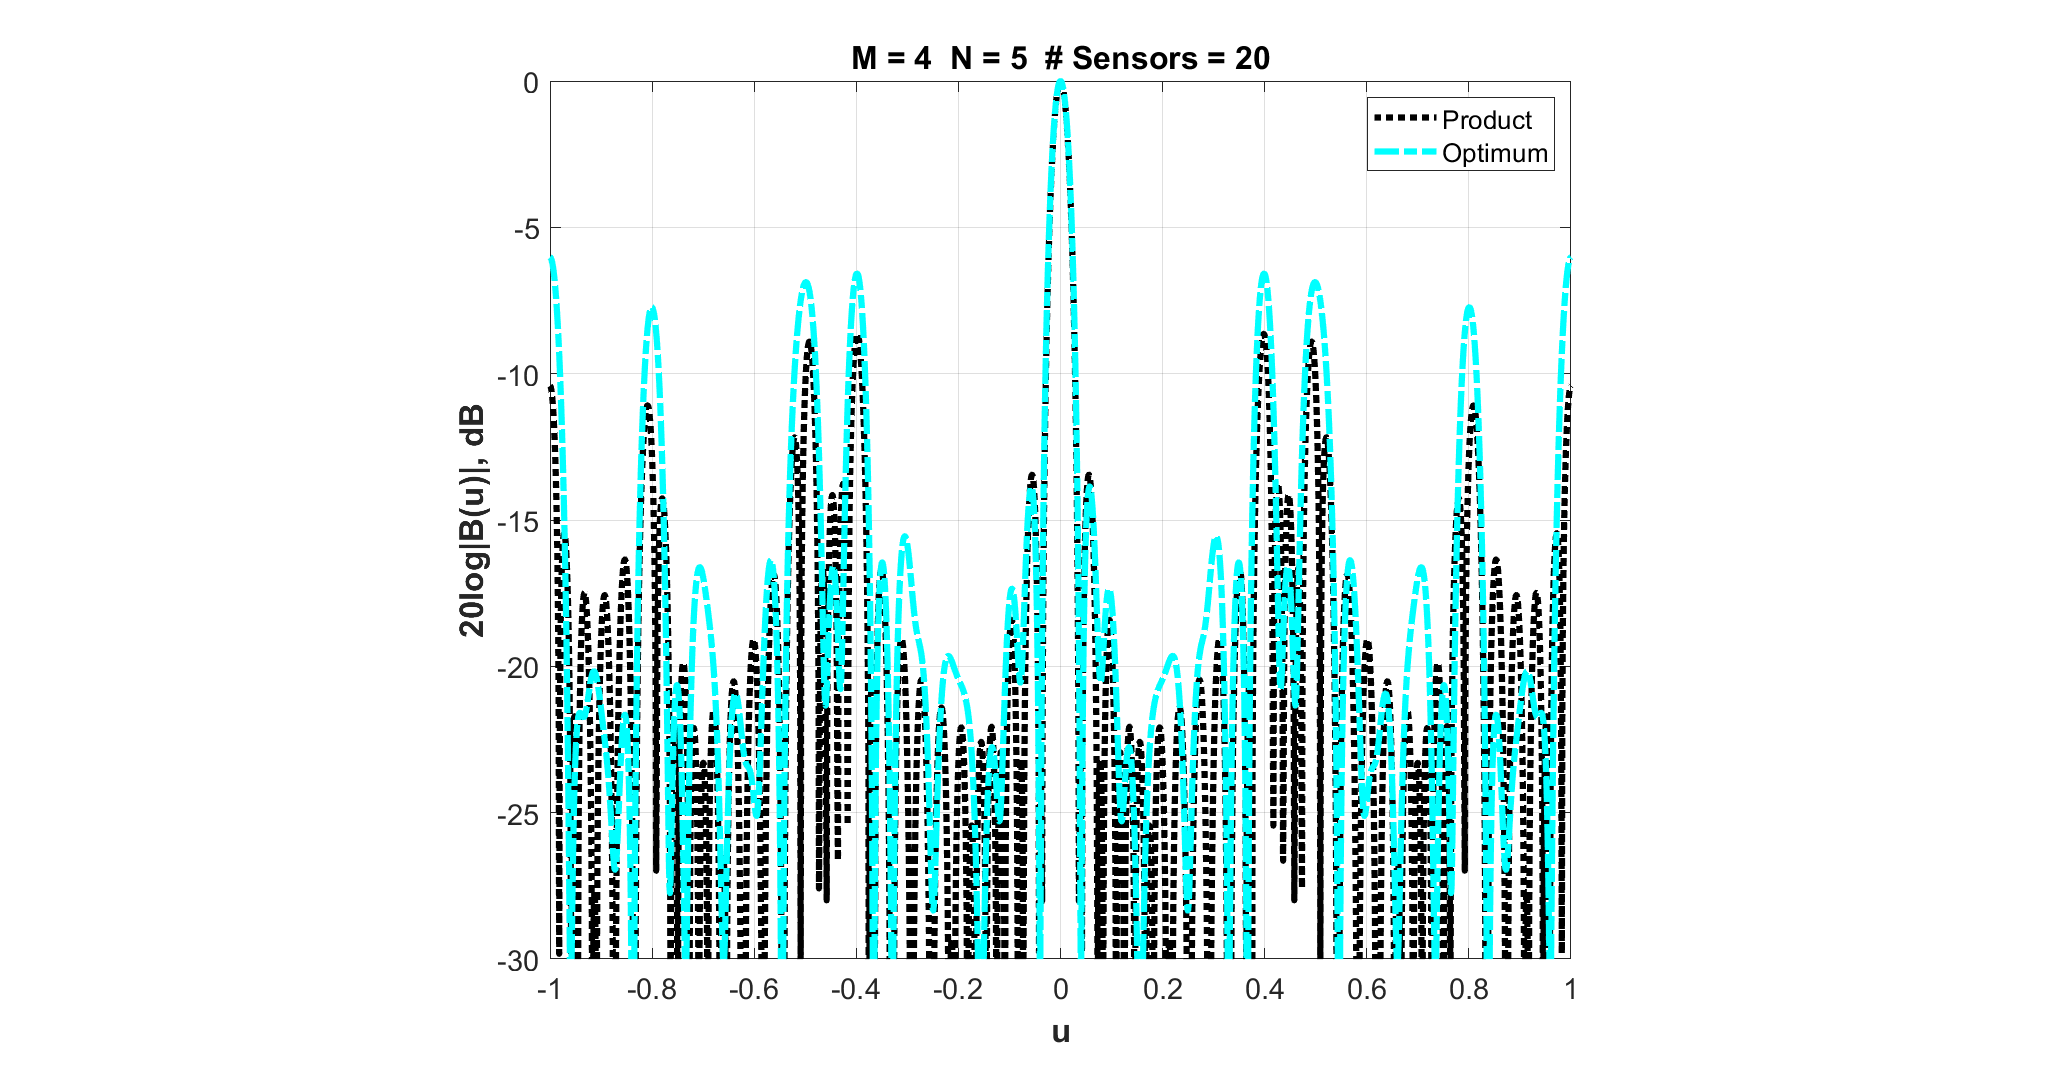 M = 4  N = 5  # Sensors = 20
Product
Optimum
20log|B(u)|, dB
0
-5
-10
-15
-20
-25
-30
-1 -0.8 -0.6 -0.4 -0.2 0 0.2 0.4 0.6 0.8 1
u